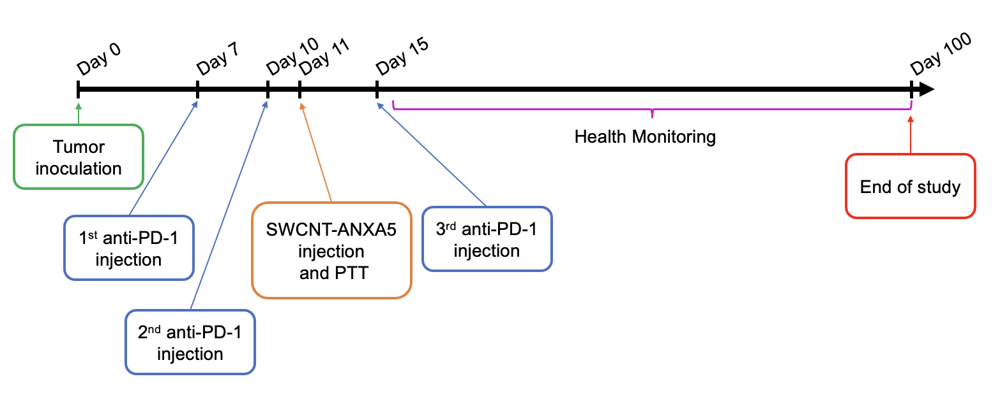 Day 0
Day 7
Day 10
Day 11
Day 15
Day 100
Health Monitoring
Tumor
inoculation
End of study
1st anti-PD-1
injection
SWCNT-ANXA5
injection
and PTT
3rd anti-PD-1
injection
2nd anti-PD-1
injection